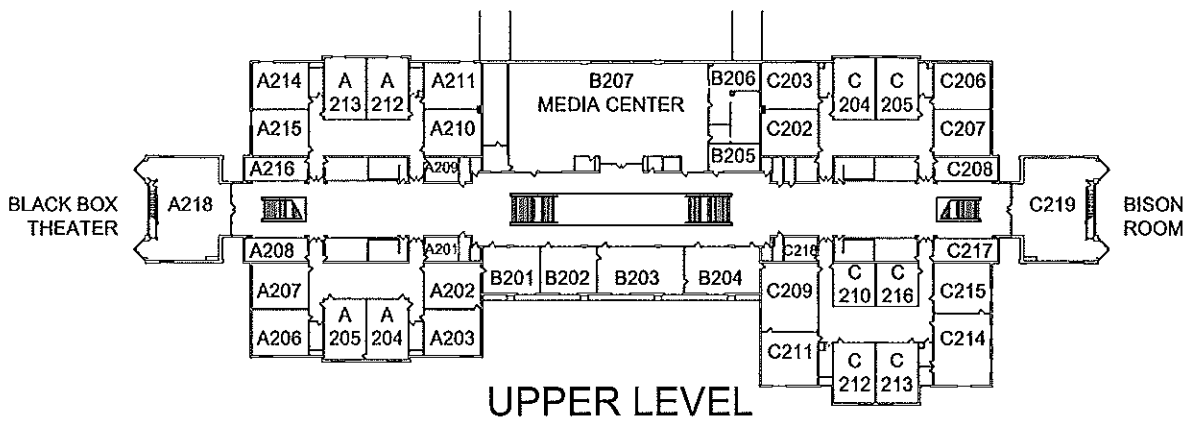 A214
A
213
A
212
A211
B207
MEDIA CENTER
B206
C203
C
204
C
205
C206
A215
A210
C202
C207
A216
A209
B205
C208
BLACK BOX
THEATER
A218
C219
BISON
ROOM
A208
A201
C218
C217
A207
A202
B201
B202
B203
B204
C209
C
210
C
216
C215
A206
A
205
A
204
A203
C211
C
212
C
213
C214
UPPER LEVEL